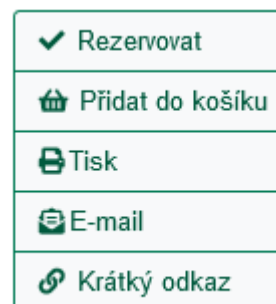 Rezervovat
Přidat do košíku
Tisk
E-mail
Krátký odkaz